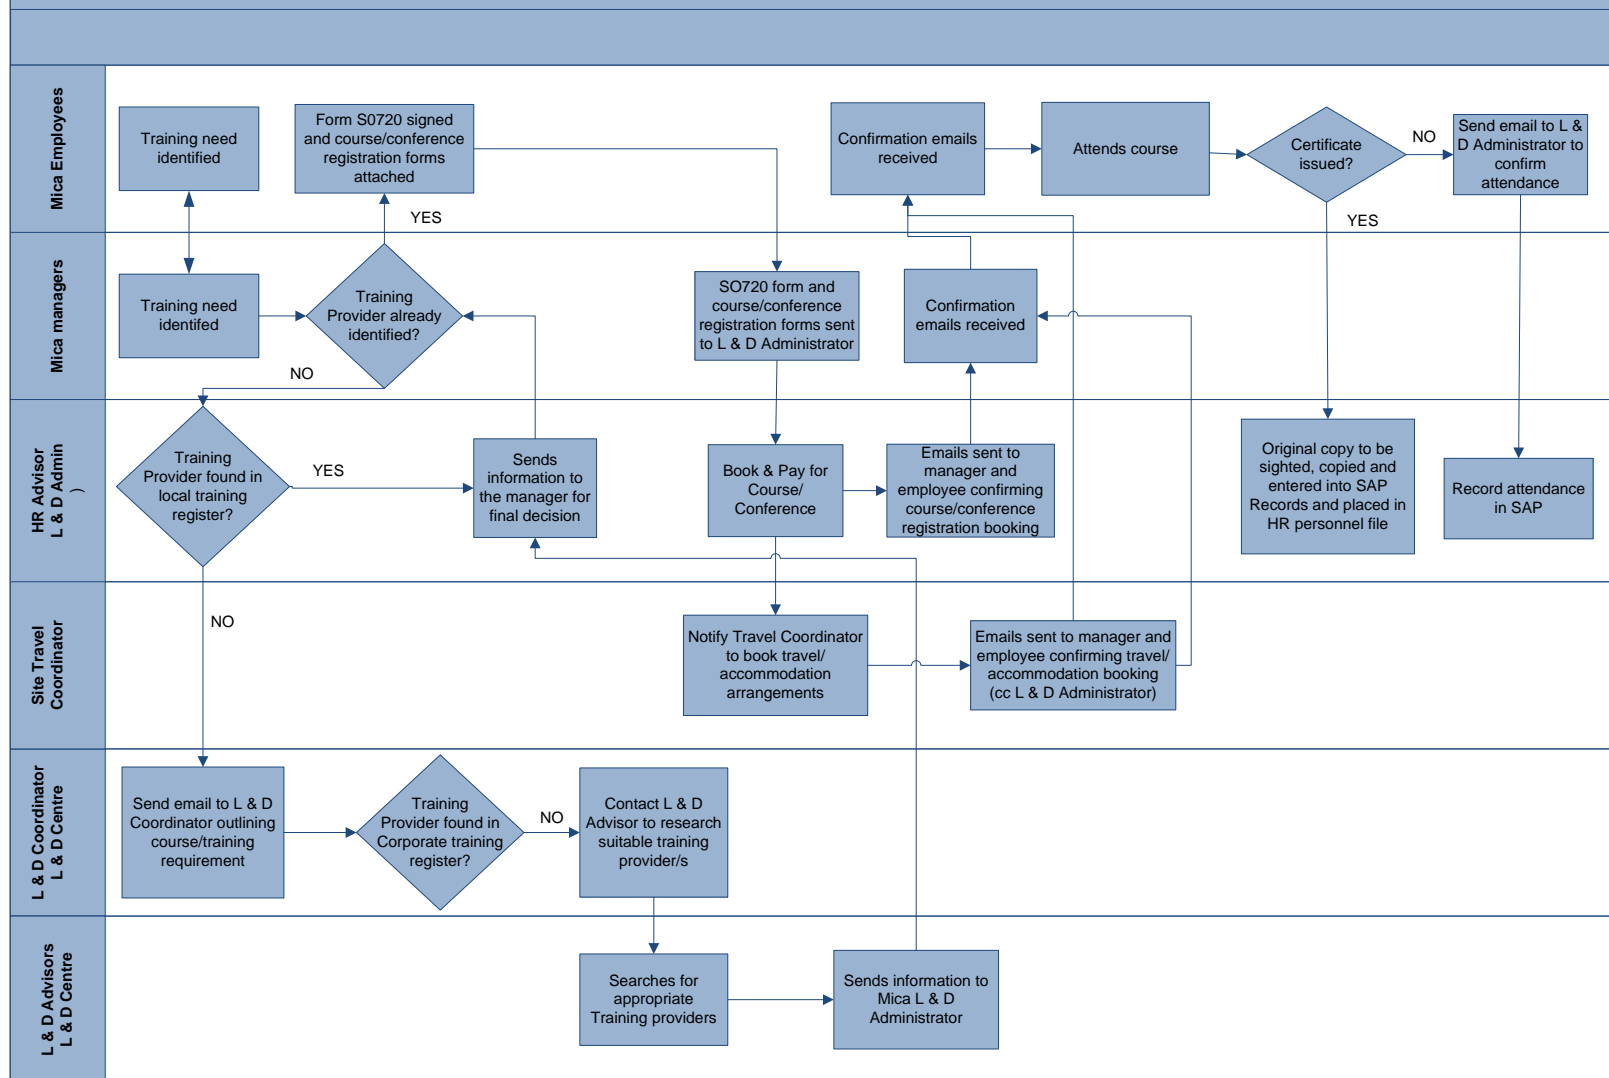 Mica Employees
Training need
identified
Form S0720 signed
and course/conference
registration forms
attached
Confirmation emails
received
Attends course
Certificate
issued?
NO
Send email to L &
D Administrator to
confirm
attendance
YES
YES
Mica managers
Training need
identifed
Training
Provider already
identified?
NO
SO720 form and
course/conference
registration forms sent
to L & D Administrator
Confirmation
emails received
HR Advisor
L & D Admin
)
Training
Provider found in
local training
register?
YES
Sends
information to
the manager for
final decision
Book & Pay for
Course/
Conference
Emails sent to
manager and
employee confirming
course/conference
registration booking
Original copy to be
sighted, copied and
entered into SAP
Records and placed in
HR personnel file
Record attendance
in SAP
NO
Site Travel
Coordinator
Notify Travel Coordinator
to book travel/
accommodation
arrangements
Emails sent to manager and
employee confirming travel/
accommodation booking
(cc L & D Administrator)
L & D Coordinator
L & D Centre
Send email to L & D
Coordinator outlining
course/training
requirement
Training
Provider found in
Corporate training
register?
NO
Contact L & D
Advisor to research
suitable training
provider/s
L & D Advisors
L & D Centre
Searches for
appropriate
Training providers
Sends information to
Mica L & D
Administrator